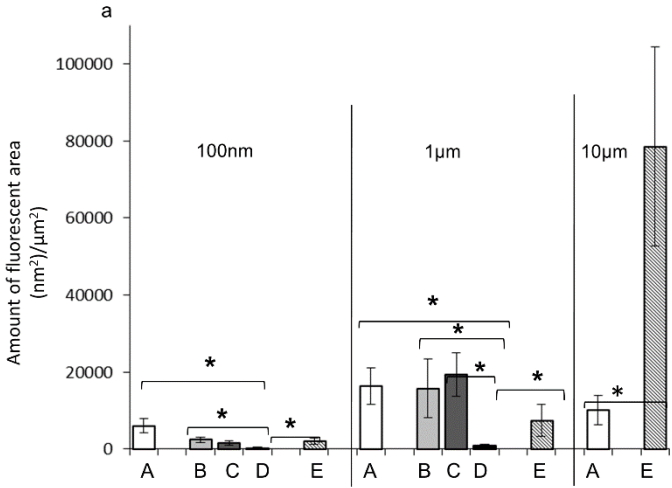 a
Amount of fluorescent area
(nm²)/µm²)
100000
80000
60000
40000
20000
0
100nm
1µm
10µm
*
*
*
*
*
*
*
*
A B C D E A B C D E A E